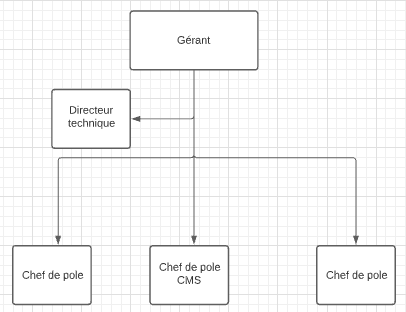 Gérant
Directeur
technique
Chef de pole
Chef de pole
CMS
Chef de pole